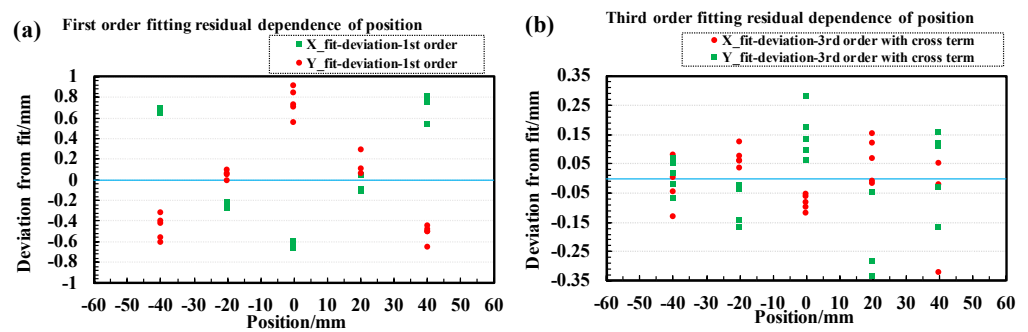 (a)
First order fitting residual dependence of position
X_fit-deviation-1st order
Y_fit-deviation-1st order
Deviation from fit/mm
1
0.8
0.6
0.4
0.2
0
-0.2
-0.4
-0.6
-0.8
-1
-60 -50 -40 -30 -20 -10 0 10 20 30 40 50 60
Position/mm
(b)
Third order fitting residual dependence of position
X_fit-deviation-3rd order with cross term
Y_fit-deviation-3rd order with cross term
Deviation from fit/mm
0.35
0.25
0.15
0.05
-0.05
-0.15
-0.25
-0.35
-60 -50 -40 -30 -20 -10 0 10 20 30 40 50 60
Position/mm